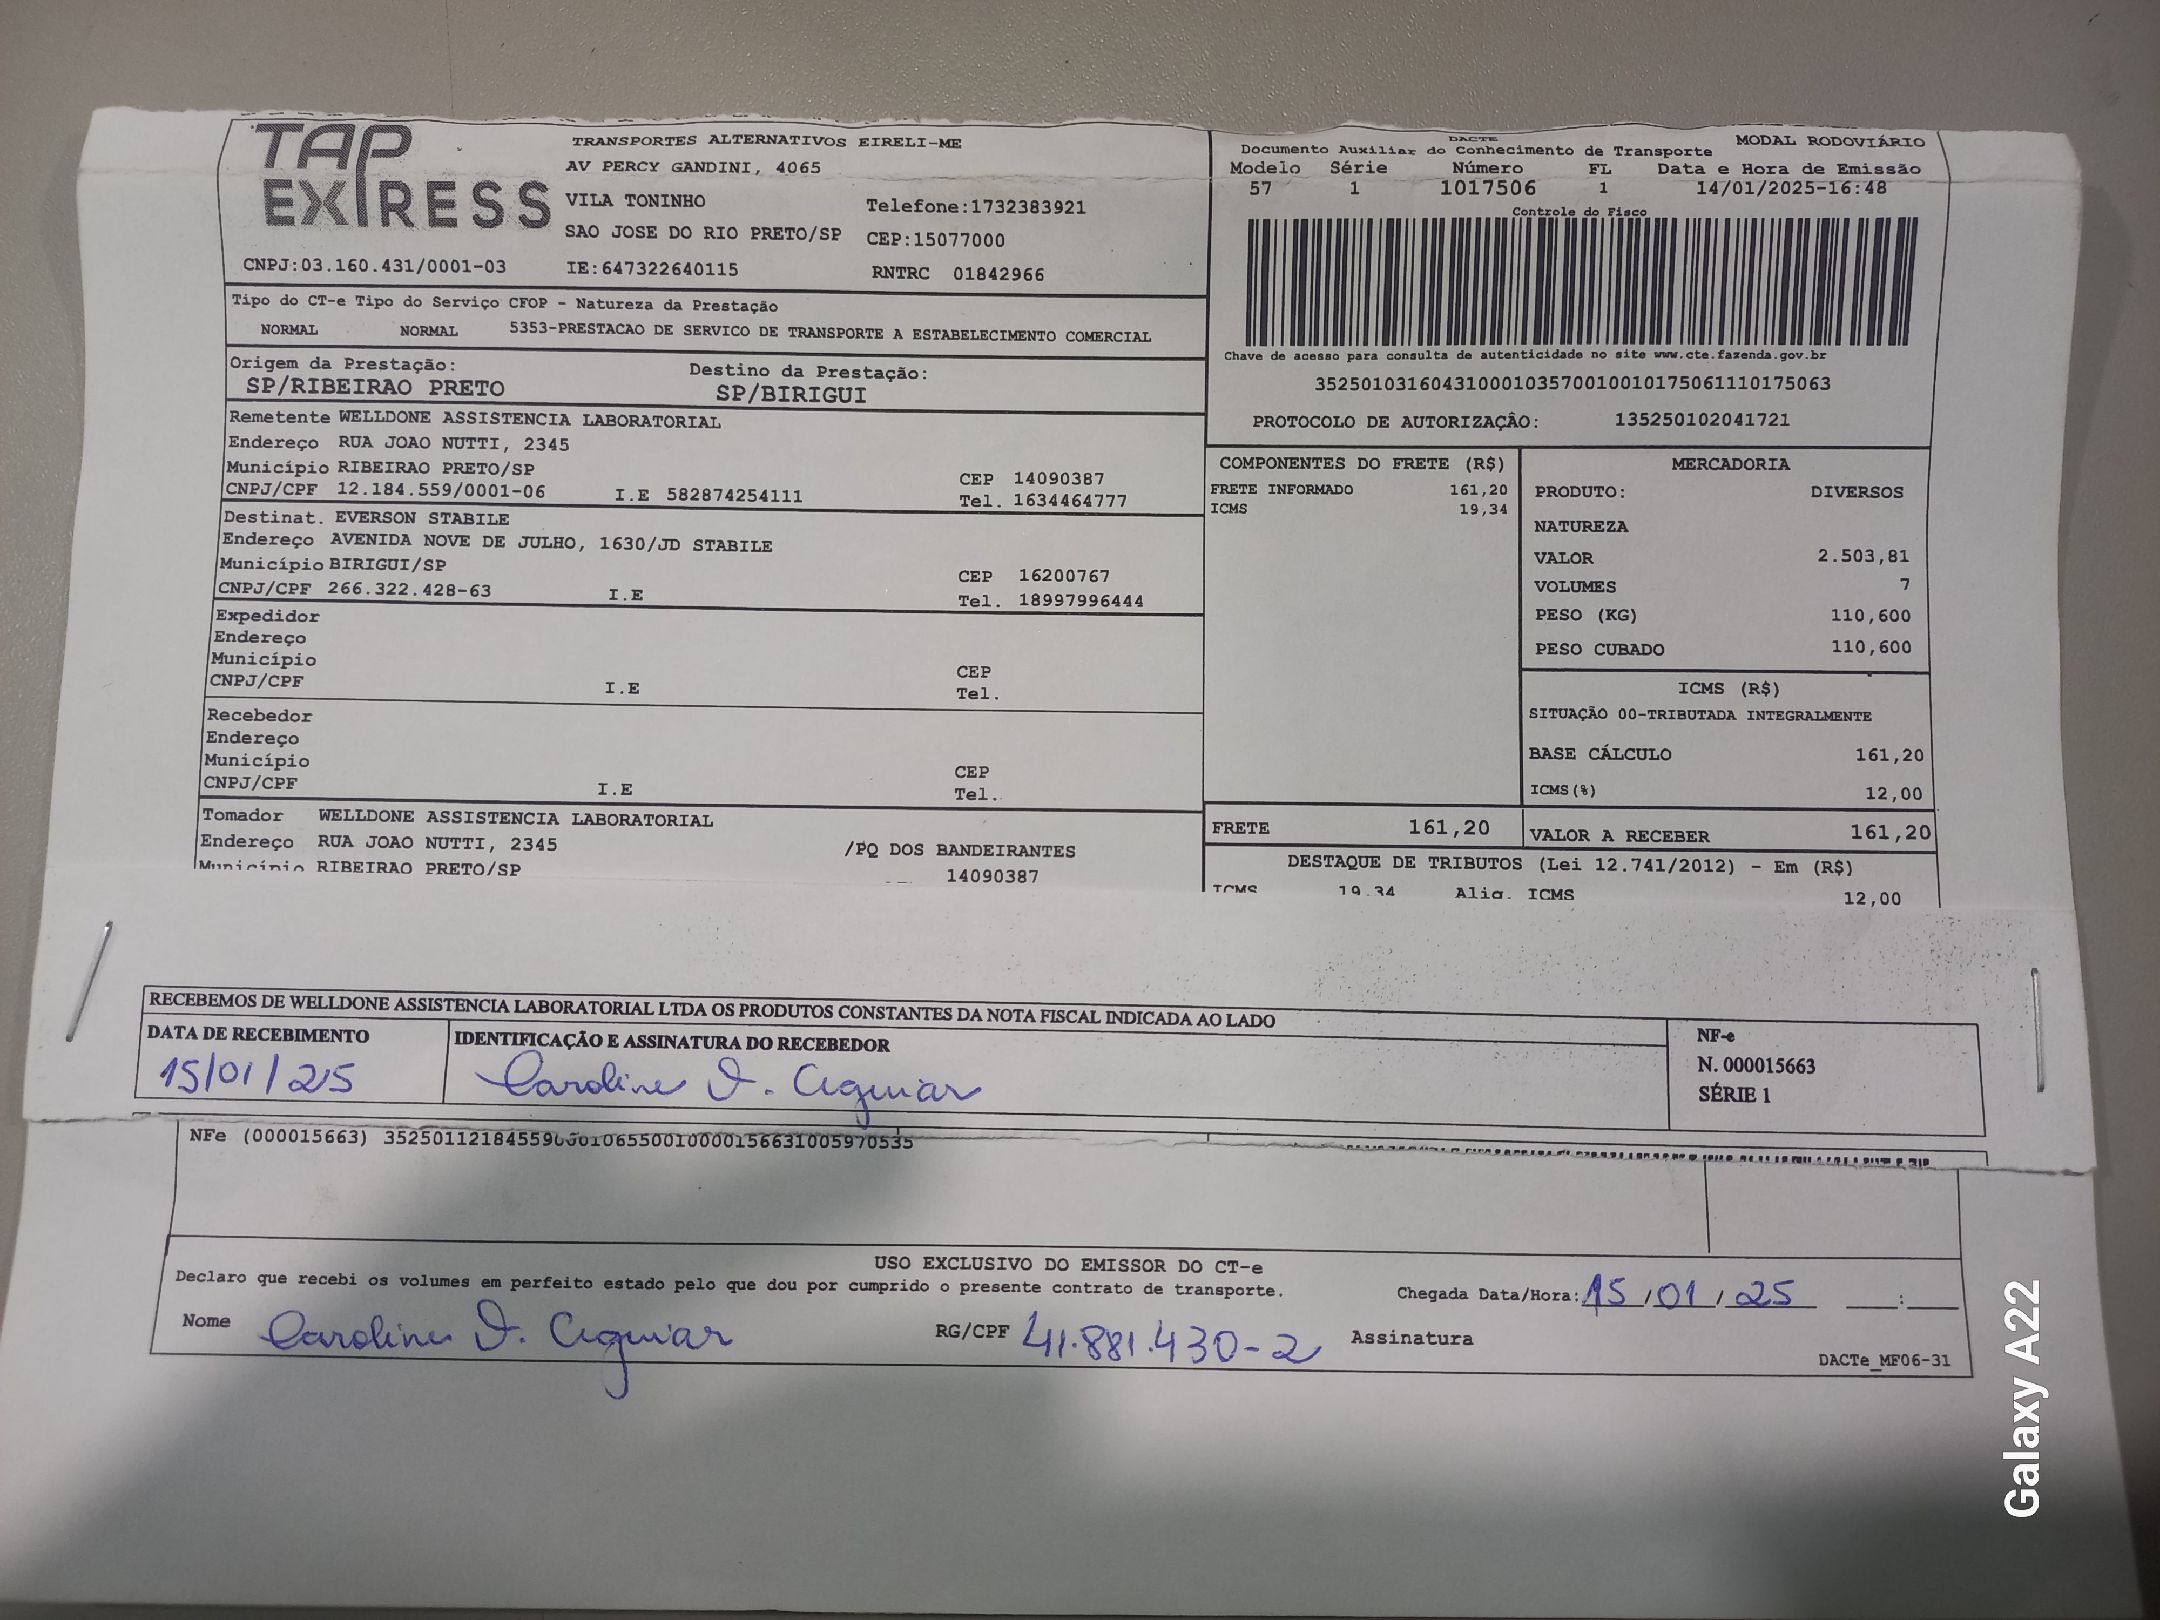 TAP EXPRESS
TRANSPORTES ALTERNATIVOS EIRELI-ME
AV PERCY GANDINI, 4065
VILA TONINHO Telefone:1732383921
SAO JOSE DO RIO PRETO/SP CEP:15077000
CNPJ:03.160.431/0001-03 IE:647322640115 RNTRC 01842966
DACTE MODAL RODOVIÁRIO
Documento Auxiliar do Conhecimento de Transporte
Modelo Série Número FL Data e Hora de Emissão
57 1 1017506 1 14/01/2025-16:48
Controle do Fisco
Chave de acesso para consulta de autenticidade no site www.cte.fazenda.gov.br
35250103160431000103570010010175061110175063
PROTOCOLO DE AUTORIZAÇÂO: 135250102041721
Tipo do CT-e Tipo do Serviço CFOP - Natureza da Prestação
NORMAL NORMAL 5353-PRESTACAO DE SERVICO DE TRANSPORTE A ESTABELECIMENTO COMERCIAL
Origem da Prestação: Destino da Prestação:
SP/RIBEIRAO PRETO SP/BIRIGUI
Remetente WELLDONE ASSISTENCIA LABORATORIAL
Endereço RUA JOAO NUTTI, 2345
Município RIBEIRAO PRETO/SP CEP 14090387
CNPJ/CPF 12.184.559/0001-06 I.E 582874254111 Tel. 1634464777
Destinat. EVERSON STABILE
Endereço AVENIDA NOVE DE JULHO, 1630/JD STABILE
Município BIRIGUI/SP CEP 16200767
CNPJ/CPF 266.322.428-63 I.E Tel. 18997996444
Expedidor
Endereço
Município CEP
CNPJ/CPF I.E Tel.
Recebedor
Endereço
Município CEP
CNPJ/CPF I.E Tel.
Tomador WELLDONE ASSISTENCIA LABORATORIAL
Endereço RUA JOAO NUTTI, 2345 /PQ DOS BANDEIRANTES
Município RIBEIRAO PRETO/SP 14090387
COMPONENTES DO FRETE (R$)
FRETE INFORMADO 161,20
ICMS 19,34
MERCADORIA
PRODUTO: DIVERSOS
NATUREZA
VALOR 2.503,81
VOLUMES 7
PESO (KG) 110,600
PESO CUBADO 110,600
ICMS (R$)
SITUAÇÃO 00-TRIBUTADA INTEGRALMENTE
BASE CÁLCULO 161,20
ICMS(%) 12,00
FRETE 161,20 VALOR A RECEBER 161,20
DESTAQUE DE TRIBUTOS (Lei 12.741/2012) - Em (R$)
ICMS 19,34 Aliq. ICMS 12,00
RECEBEMOS DE WELLDONE ASSISTENCIA LABORATORIAL LTDA OS PRODUTOS CONSTANTES DA NOTA FISCAL INDICADA AO LADO
DATA DE RECEBIMENTO IDENTIFICAÇÃO E ASSINATURA DO RECEBEDOR
15/01/25 Caroline D. Aguiar
NF-e
N. 000015663
SÉRIE 1
NFe (000015663) 35250112184559000106550010000156631005970535
USO EXCLUSIVO DO EMISSOR DO CT-e
Declaro que recebi os volumes em perfeito estado pelo que dou por cumprido o presente contrato de transporte. Chegada Data/Hora: 15/01/25 __:__
Nome Caroline D. Aguiar RG/CPF 41.881.430-2 Assinatura
DACTe_MF06-31
Galaxy A22